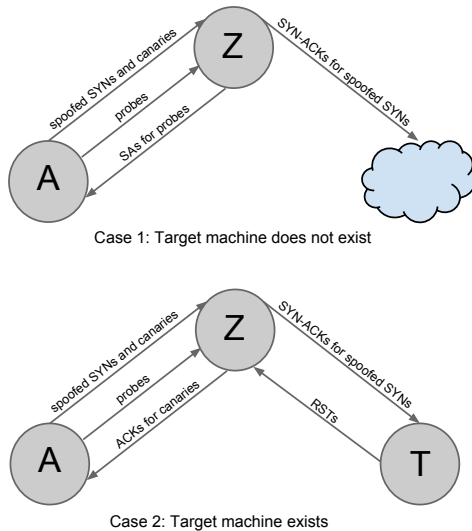 Z
spoofed SYNs and canaries
SYN-ACKs for spoofed SYNs
probes
SAs for probes
A
Case 1: Target machine does not exist
Z
spoofed SYNs and canaries
SYN-ACKs for spoofed SYNs
probes
ACKs for canaries
RSTs
A
T
Case 2: Target machine exists